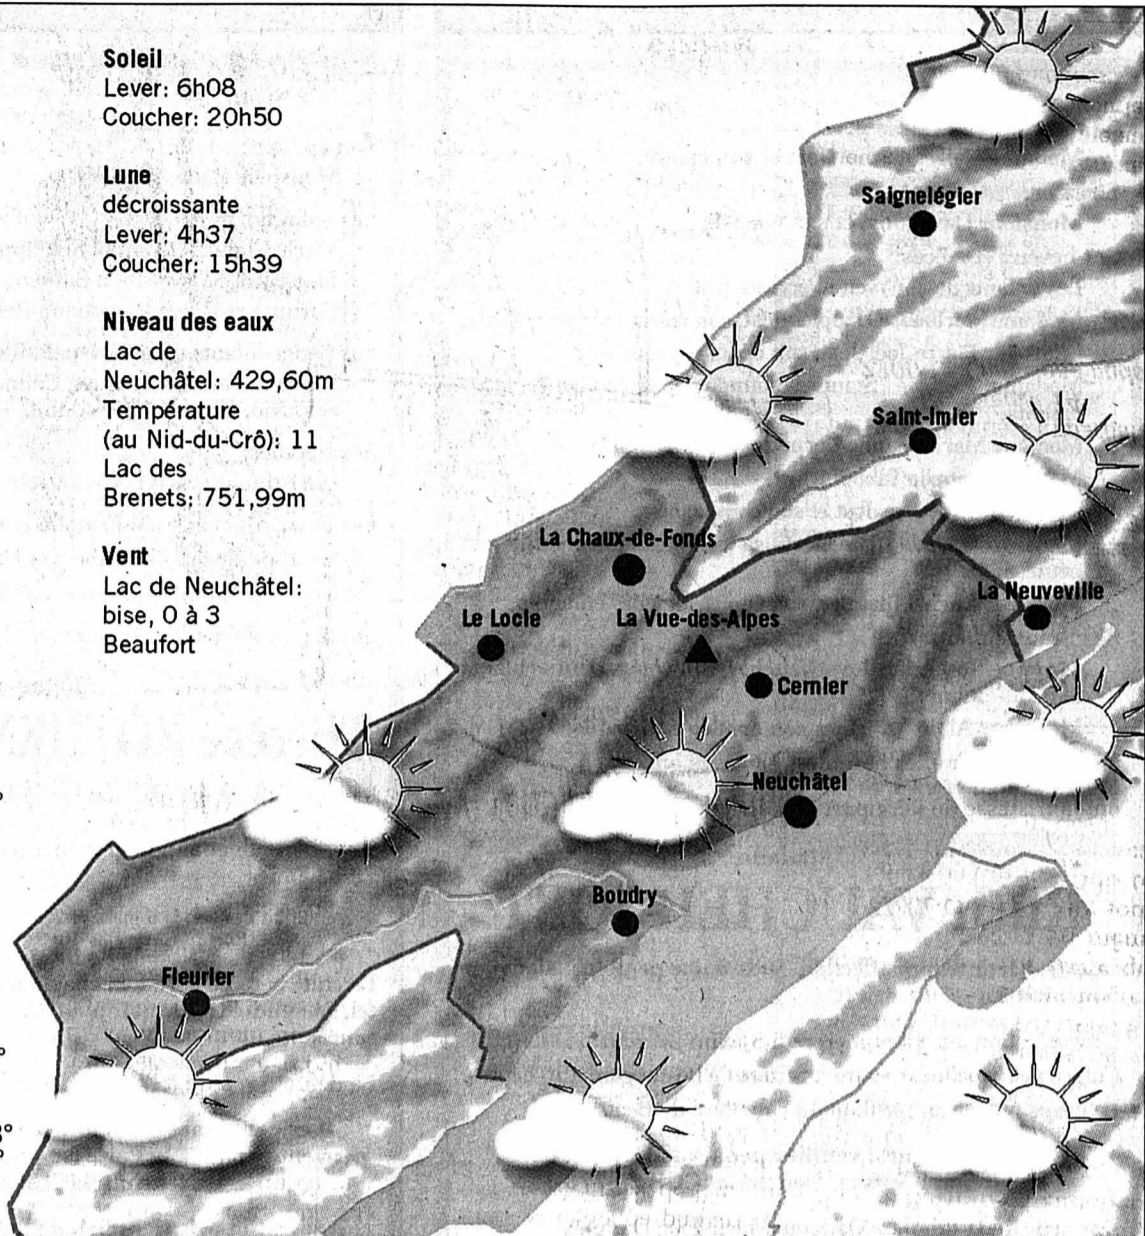 Soleil
Lever: 6h08
Coucher: 20h50
Lune
décroissante
Lever: 4h37
Coucher: 15h39
Niveau des eaux
Lac de
Neuchâtel: 429,60m
Température
(au Nid-du-Crô): 11
Lac des
Brenets: 751,99m
Vent
Lac de Neuchâtel:
bise, 0 à 3
Beaufort
Saignelégier
Saint-Imier
La Chaux-de-Fonds
La Neuveville
Le Locle
La Vue-des-Alpes
Cernier
Neuchâtel
Boudry
Fleurier